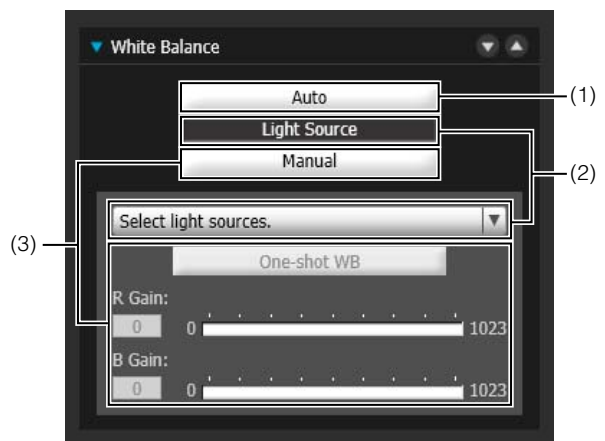 White Balance
Auto
(1)
Light Source
Manual
(2)
Select light sources.
(3)
One-shot WB
R Gain:
0 0 1023
B Gain:
0 0 1023